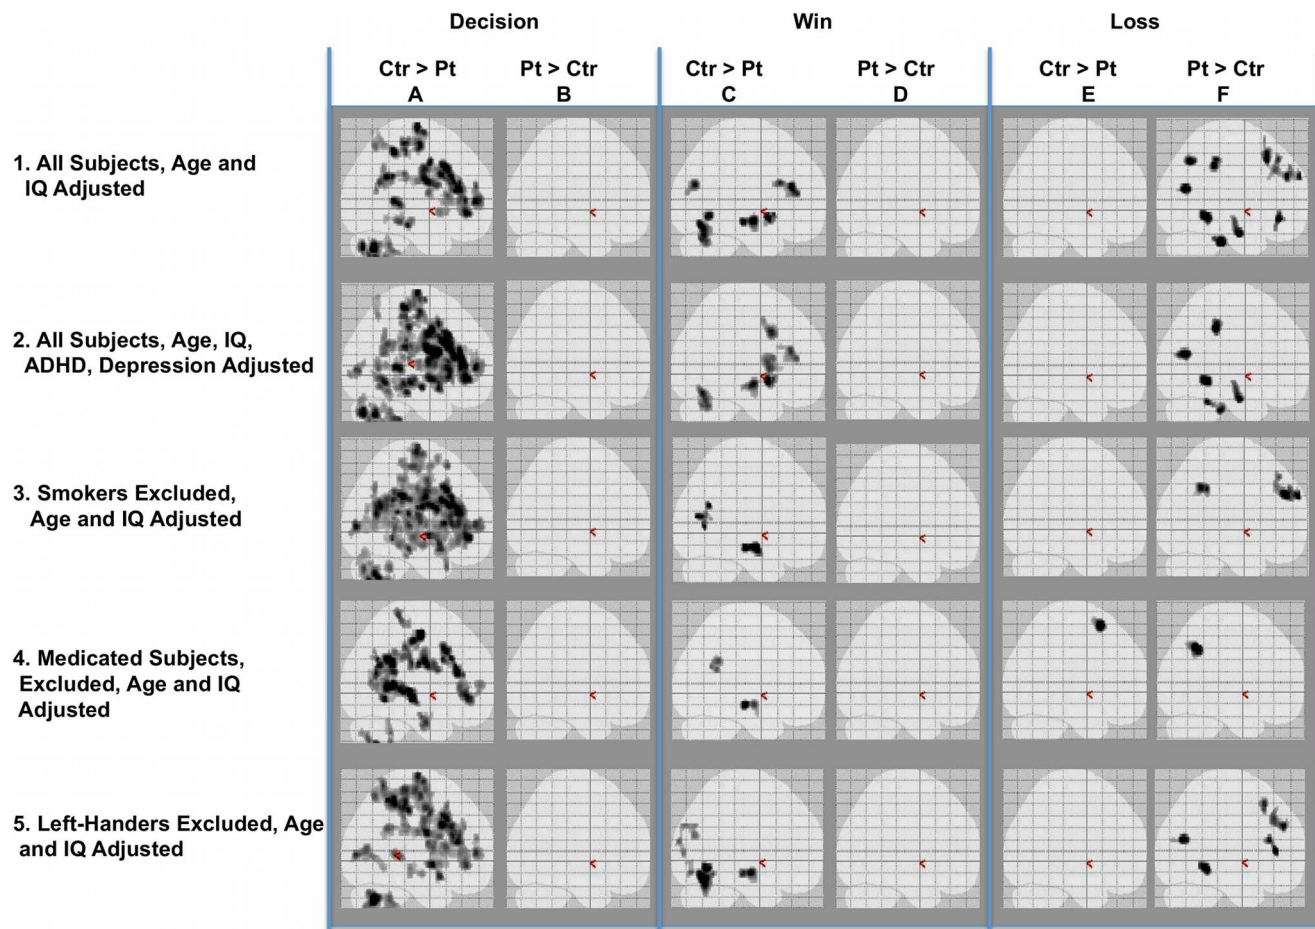 Decision Win Loss
Ctr > Pt Pt > Ctr Ctr > Pt Pt > Ctr Ctr > Pt Pt > Ctr
A B C D E F
1. All Subjects, Age and
IQ Adjusted
2. All Subjects, Age, IQ,
ADHD, Depression Adjusted
3. Smokers Excluded,
Age and IQ Adjusted
4. Medicated Subjects,
Excluded, Age and IQ
Adjusted
5. Left-Handers Excluded, Age
and IQ Adjusted